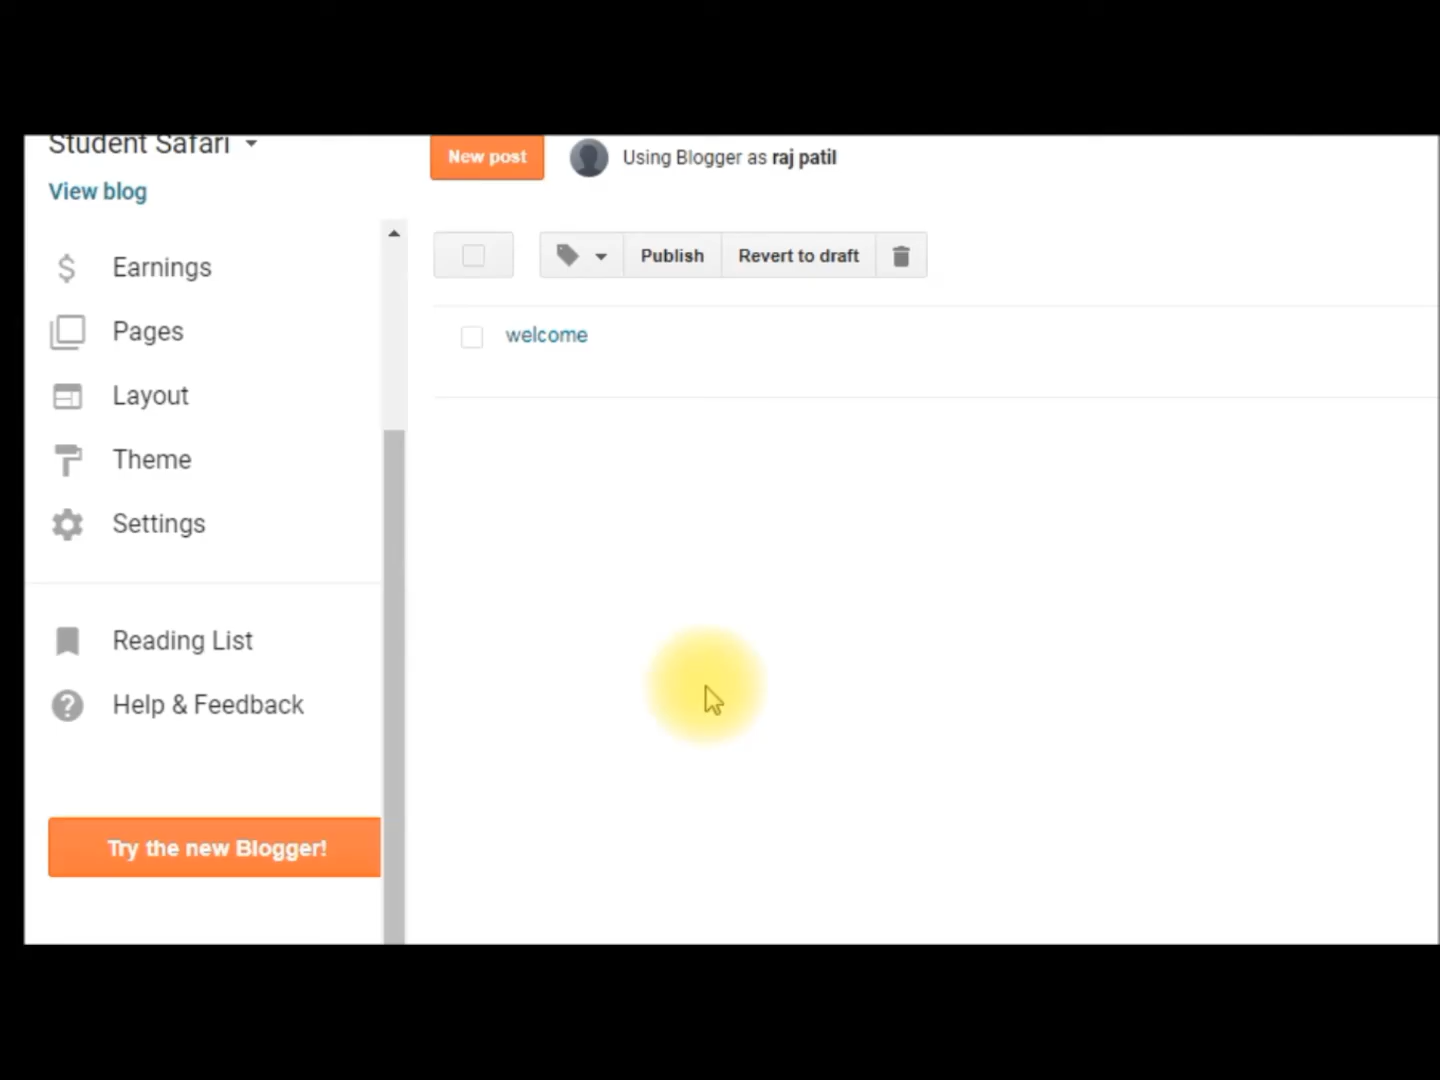 Student Safari
New post
Using Blogger as raj patil
View blog
Publish
Revert to draft
Earnings
Pages
welcome
Layout
Theme
Settings
Reading List
Help & Feedback
Try the new Blogger!